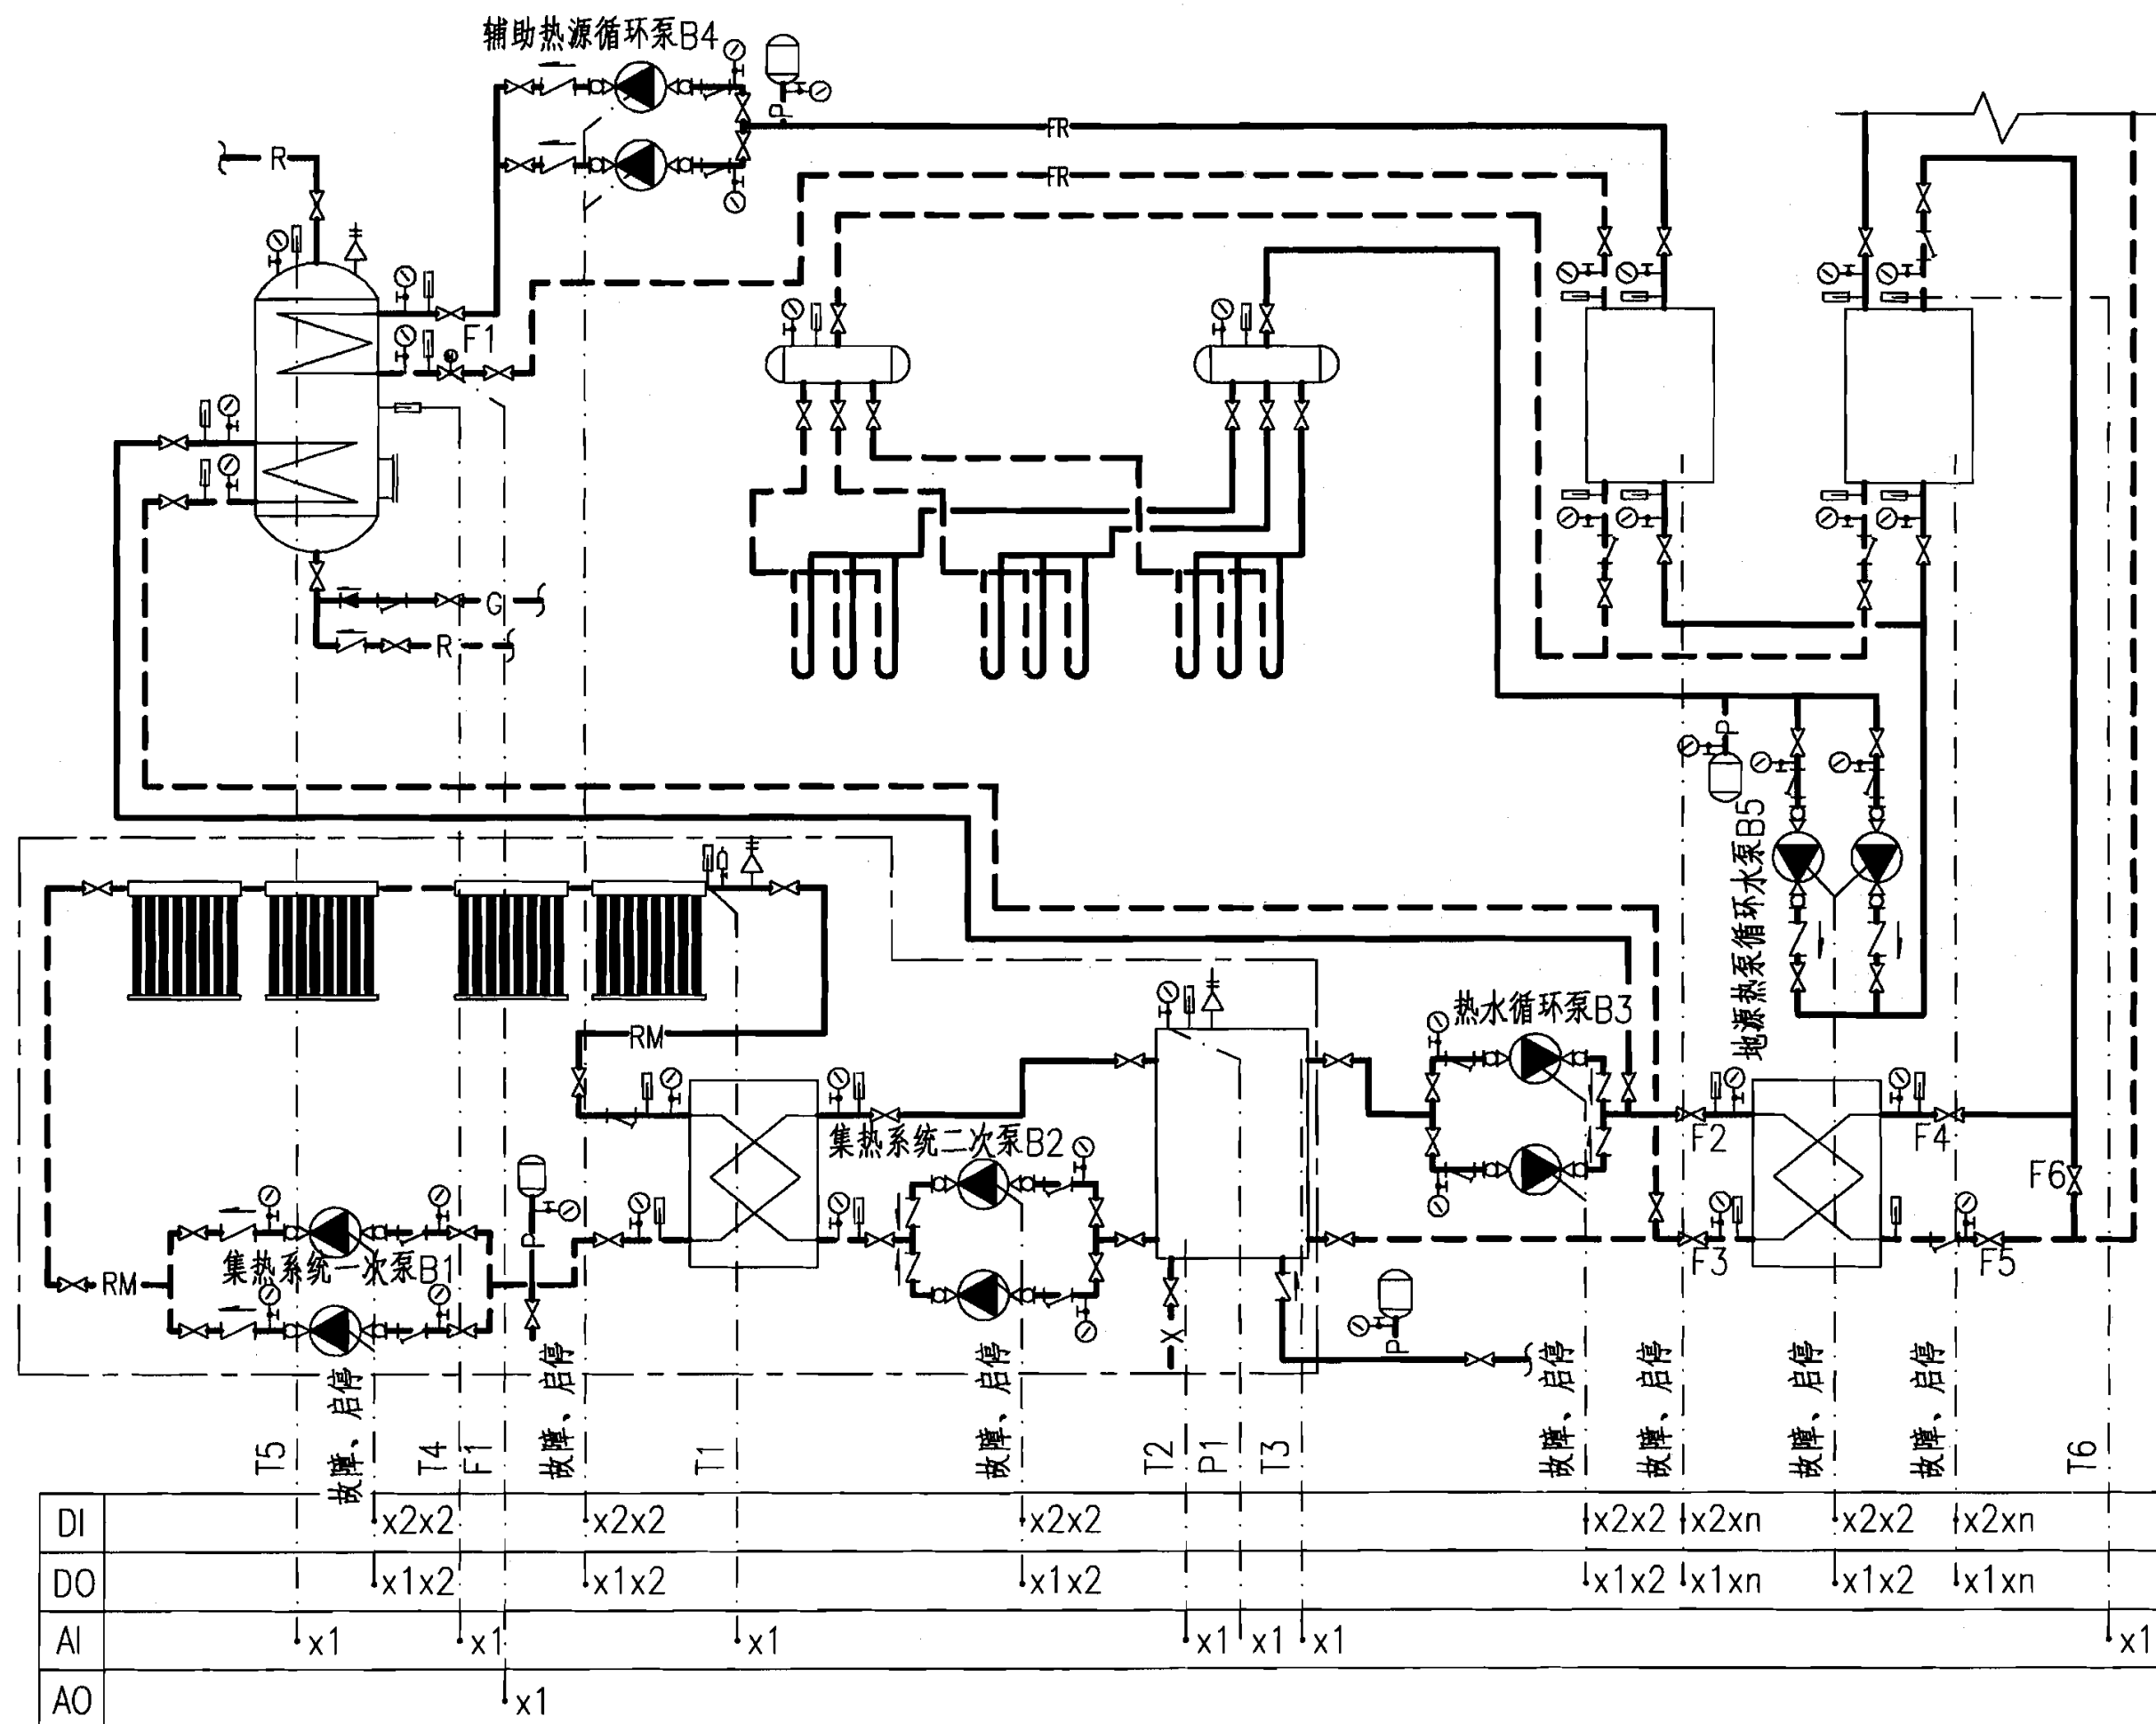 辅助热源循环泵B4
P
R
FR
FR
F1
G
R
P
地源热泵循环水泵B5
RM
热水循环泵B3
集热系统二次泵B2
F2
F4
F6
P
集热系统一次泵B1
RM
F3
F5
X
P
T5
故障、启停
T4
F1
故障、启停
T1
故障、启停
T2
P1
T3
故障、启停
故障、启停
故障、启停
故障、启停
T6
DI x2x2 x2x2 x2x2 x2x2 x2xn x2x2 x2xn
DO x1x2 x1x2 x1x2 x1x2 x1xn x1x2 x1xn
AI x1 x1 x1 x1 x1 x1 x1
AO x1